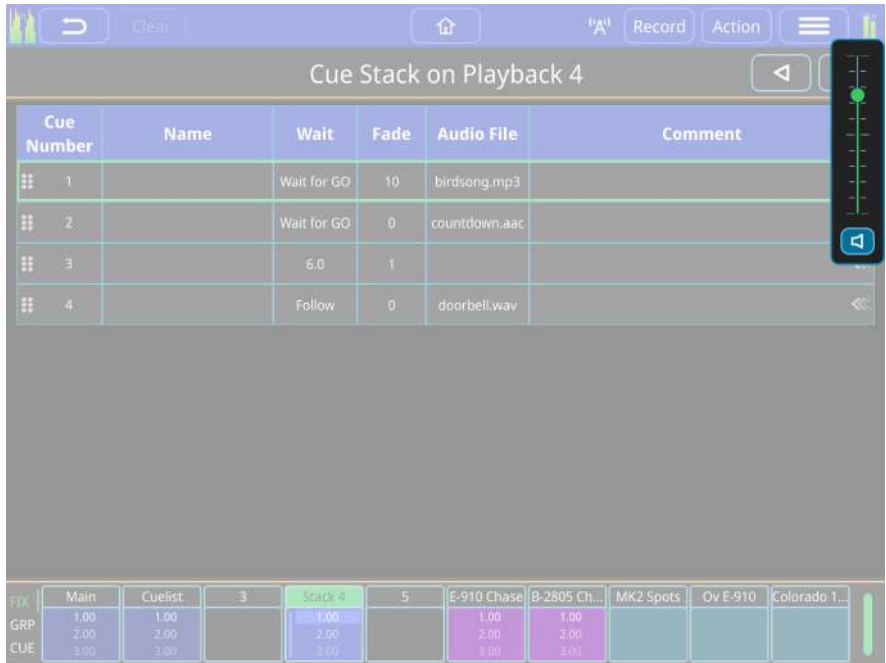 Clear
Record
Action
Cue Stack on Playback 4
Cue
Number
Name
Wait
Fade
Audio File
Comment
1
Wait for GO
10
birdsong.mp3
2
Wait for GO
0
countdown.aac
3
6.0
1
4
Follow
0
doorbell.wav
FIX
GRP
CUE
Main
1.00
2.00
3.00
Cuelist
1.00
2.00
3.00
3
Stack 4
1.00
2.00
3.00
5
E-910 Chase
1.00
2.00
3.00
B-2805 Ch...
1.00
2.00
3.00
MK2 Spots
Ov E-910
Colorado 1...